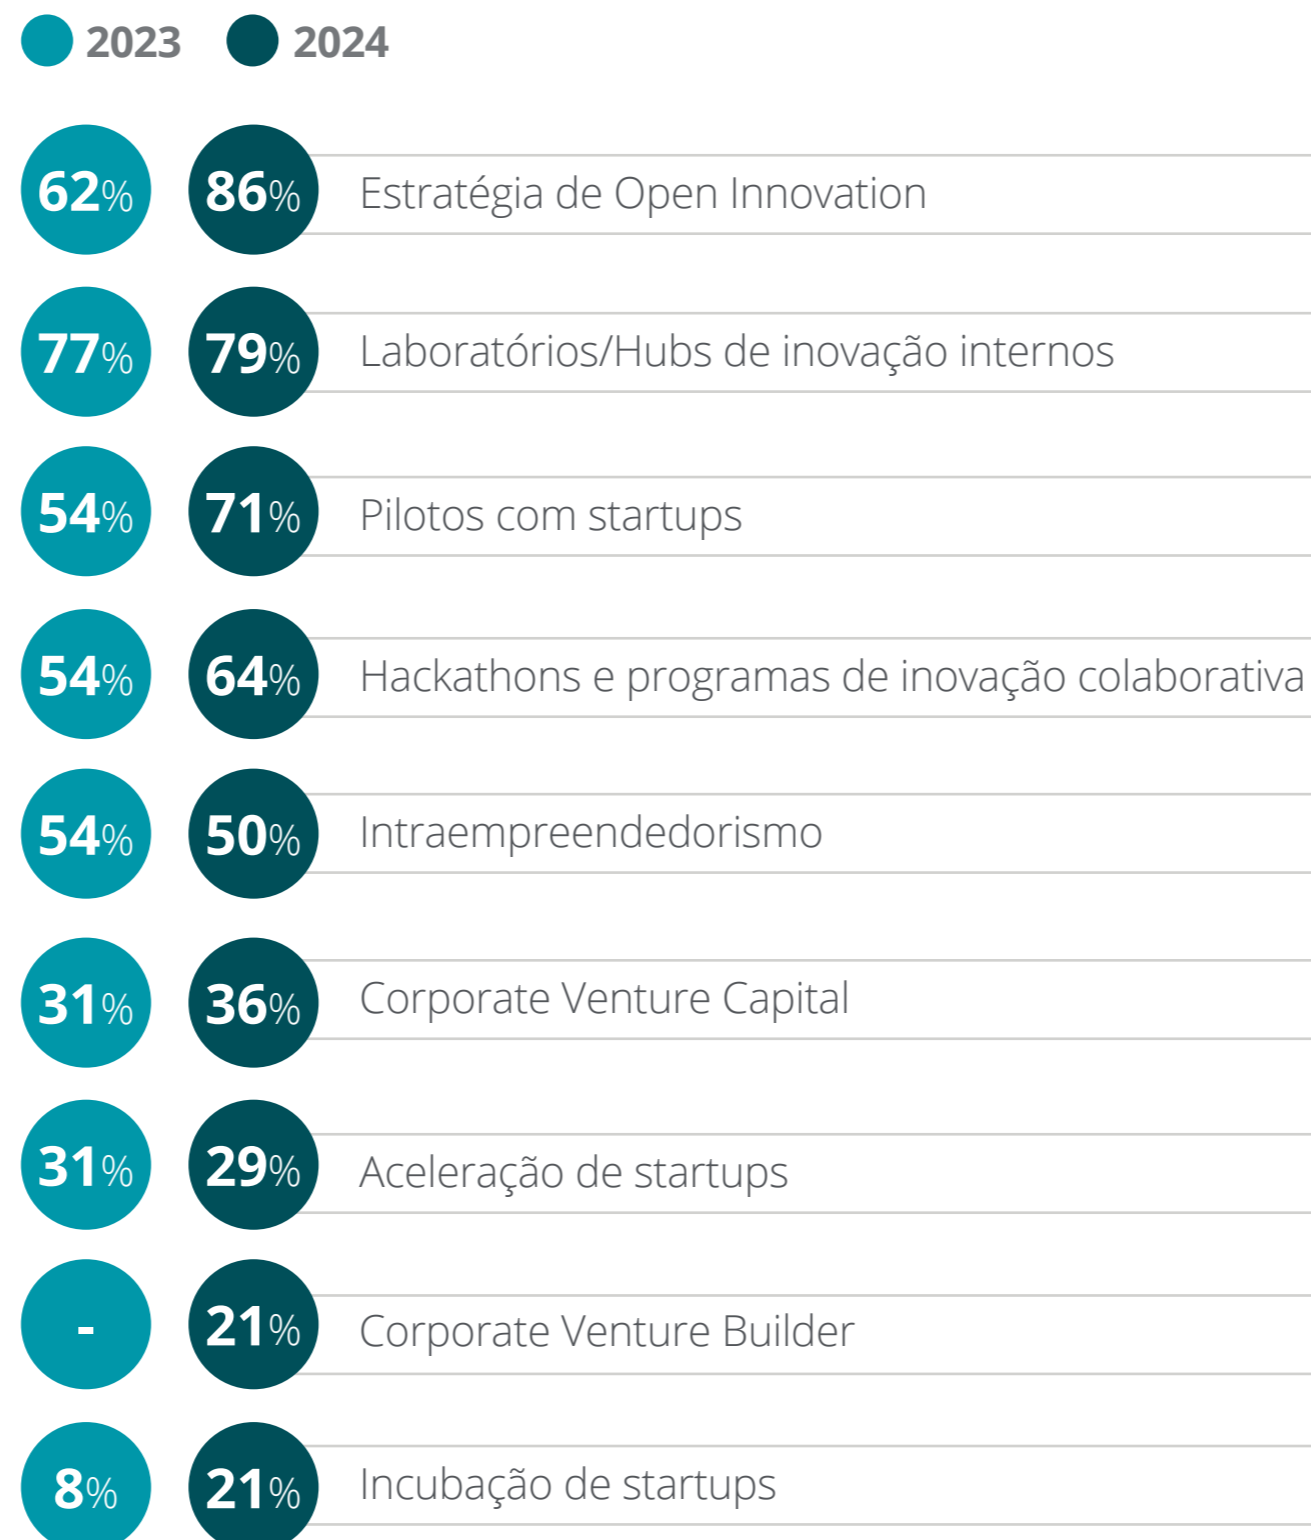 2023 2024
62% 86% Estratégia de Open Innovation
77% 79% Laboratórios/Hubs de inovação internos
54% 71% Pilotos com startups
54% 64% Hackathons e programas de inovação colaborativa
54% 50% Intraempreendedorismo
31% 36% Corporate Venture Capital
31% 29% Aceleração de startups
- 21% Corporate Venture Builder
8% 21% Incubação de startups